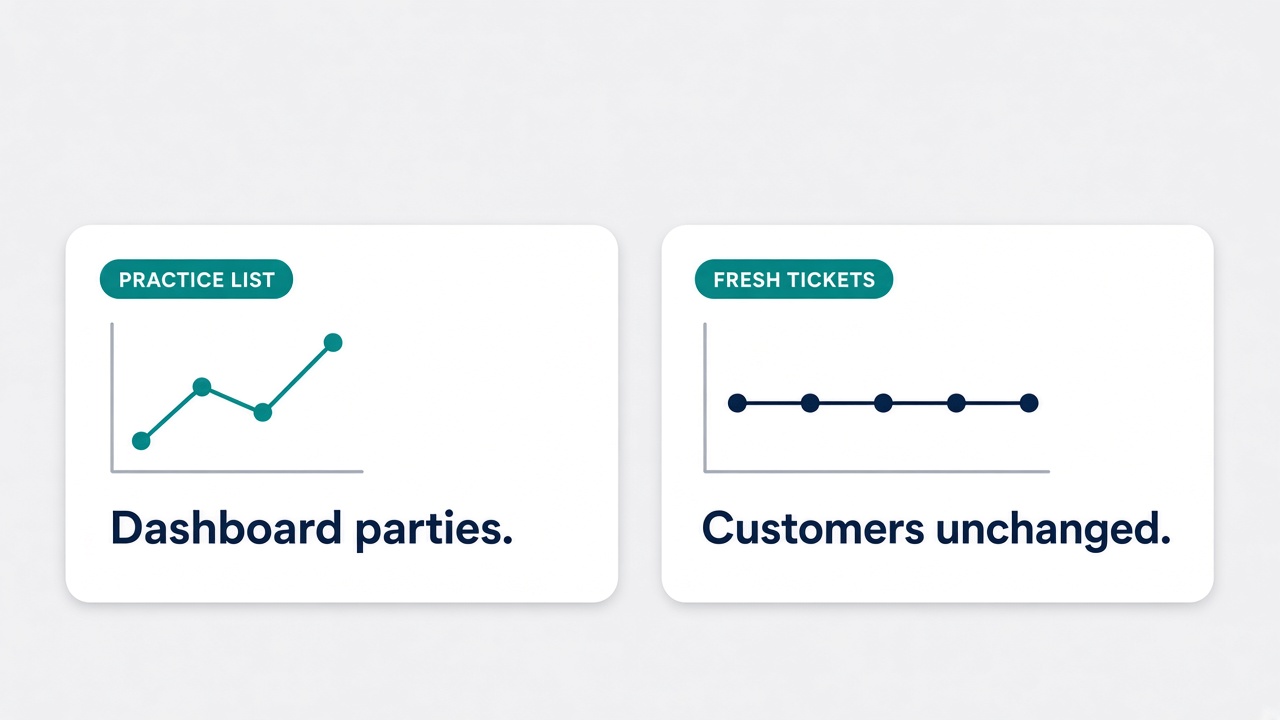 PRACTICE LIST
Dashboard parties.
FRESH TICKETS
Customers unchanged.